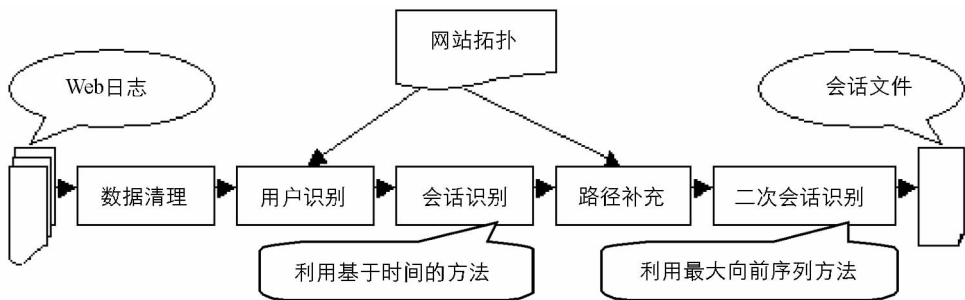 网站拓扑
Web日志
会话文件
数据清理
用户识别
会话识别
路径补充
二次会话识别
利用基于时间的方法
利用最大向前序列方法